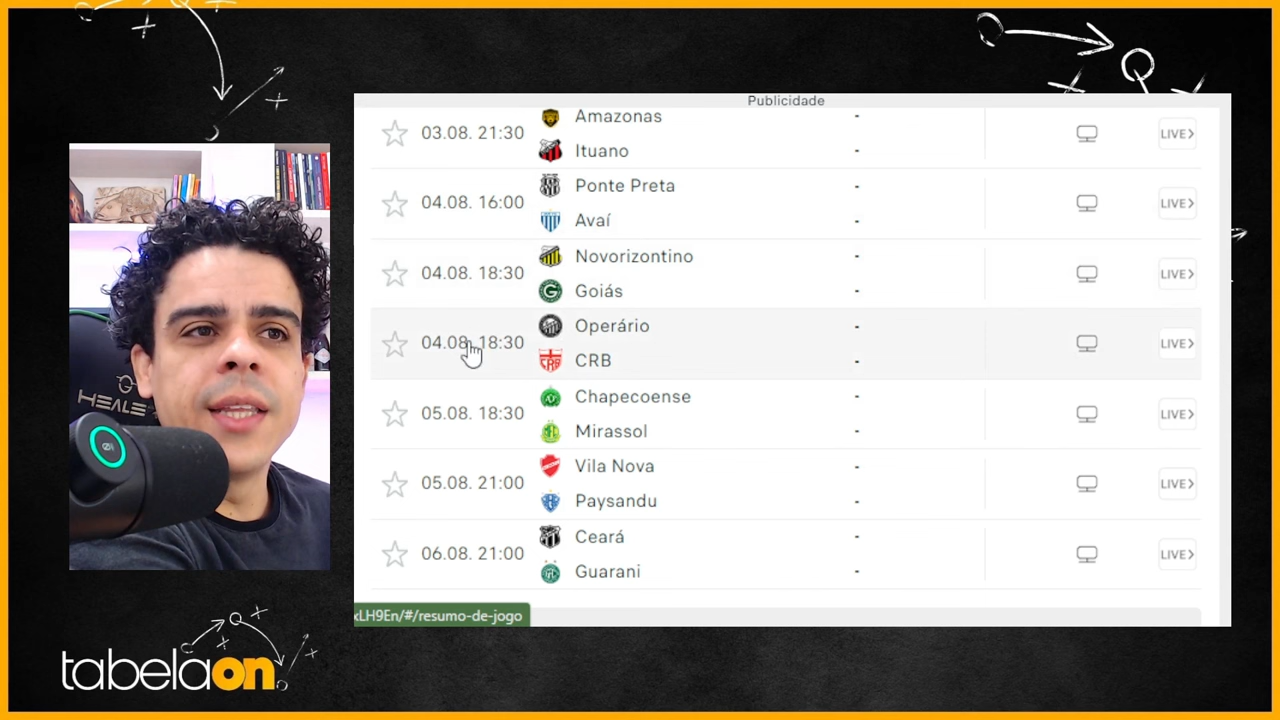 Publicidade
03.08. 21:30 Amazonas - LIVE
Ituano -
04.08. 16:00 Ponte Preta - LIVE
Avaí -
04.08. 18:30 Novorizontino - LIVE
Goiás -
04.08. 18:30 Operário - LIVE
CRB -
05.08. 18:30 Chapecoense - LIVE
Mirassol -
05.08. 21:00 Vila Nova - LIVE
Paysandu -
06.08. 21:00 Ceará - LIVE
Guarani -
xLH9En/#/resumo-de-jogo
HEALE
tabelaon